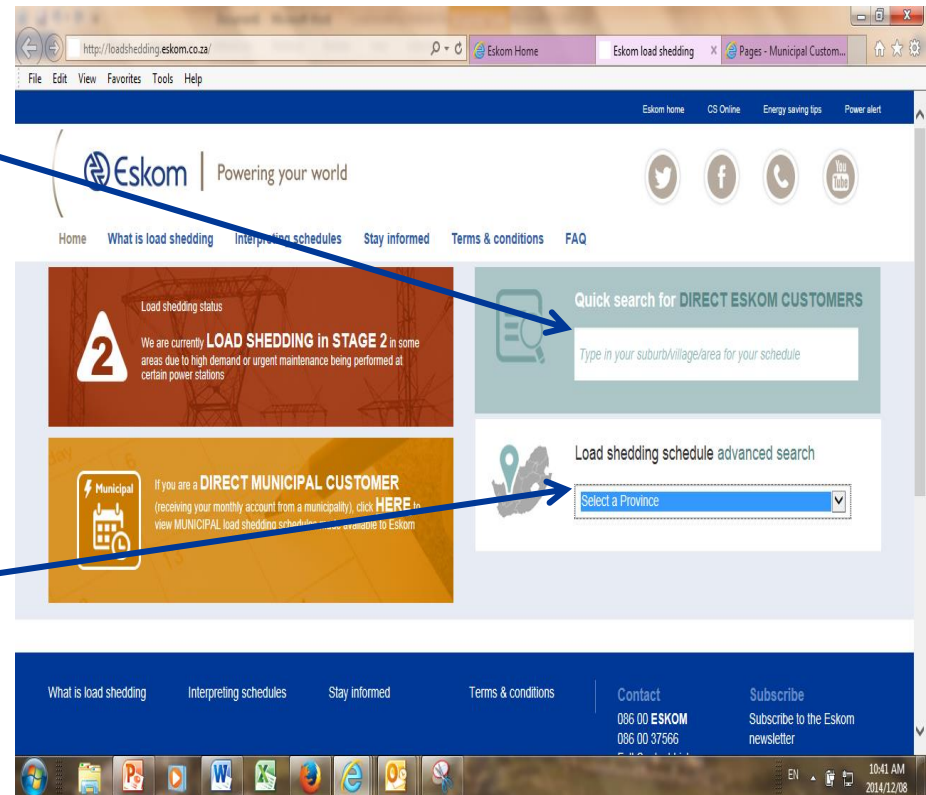 http://loadshedding.eskom.co.za/
Eskom Home
Eskom load shedding
Pages - Municipal Custom...
File Edit View Favorites Tools Help
Eskom home CS Online Energy saving tips Power alert
Eskom Powering your world
You
Tube
Home What is load shedding Interpreting schedules Stay informed Terms & conditions FAQ
2
Load shedding status
We are currently LOAD SHEDDING in STAGE 2 in some
areas due to high demand or urgent maintenance being performed at
certain power stations
Quick search for DIRECT ESKOM CUSTOMERS
Type in your suburb/village/area for your schedule
Municipal
If you are a DIRECT MUNICIPAL CUSTOMER
(receiving your monthly account from a municipality), click HERE to
view MUNICIPAL load shedding schedules made available to Eskom
Load shedding schedule advanced search
Select a Province
What is load shedding Interpreting schedules Stay informed Terms & conditions
Contact
086 00 ESKOM
086 00 37566
Subscribe
Subscribe to the Eskom
newsletter
EN
10:41 AM
2014/12/08